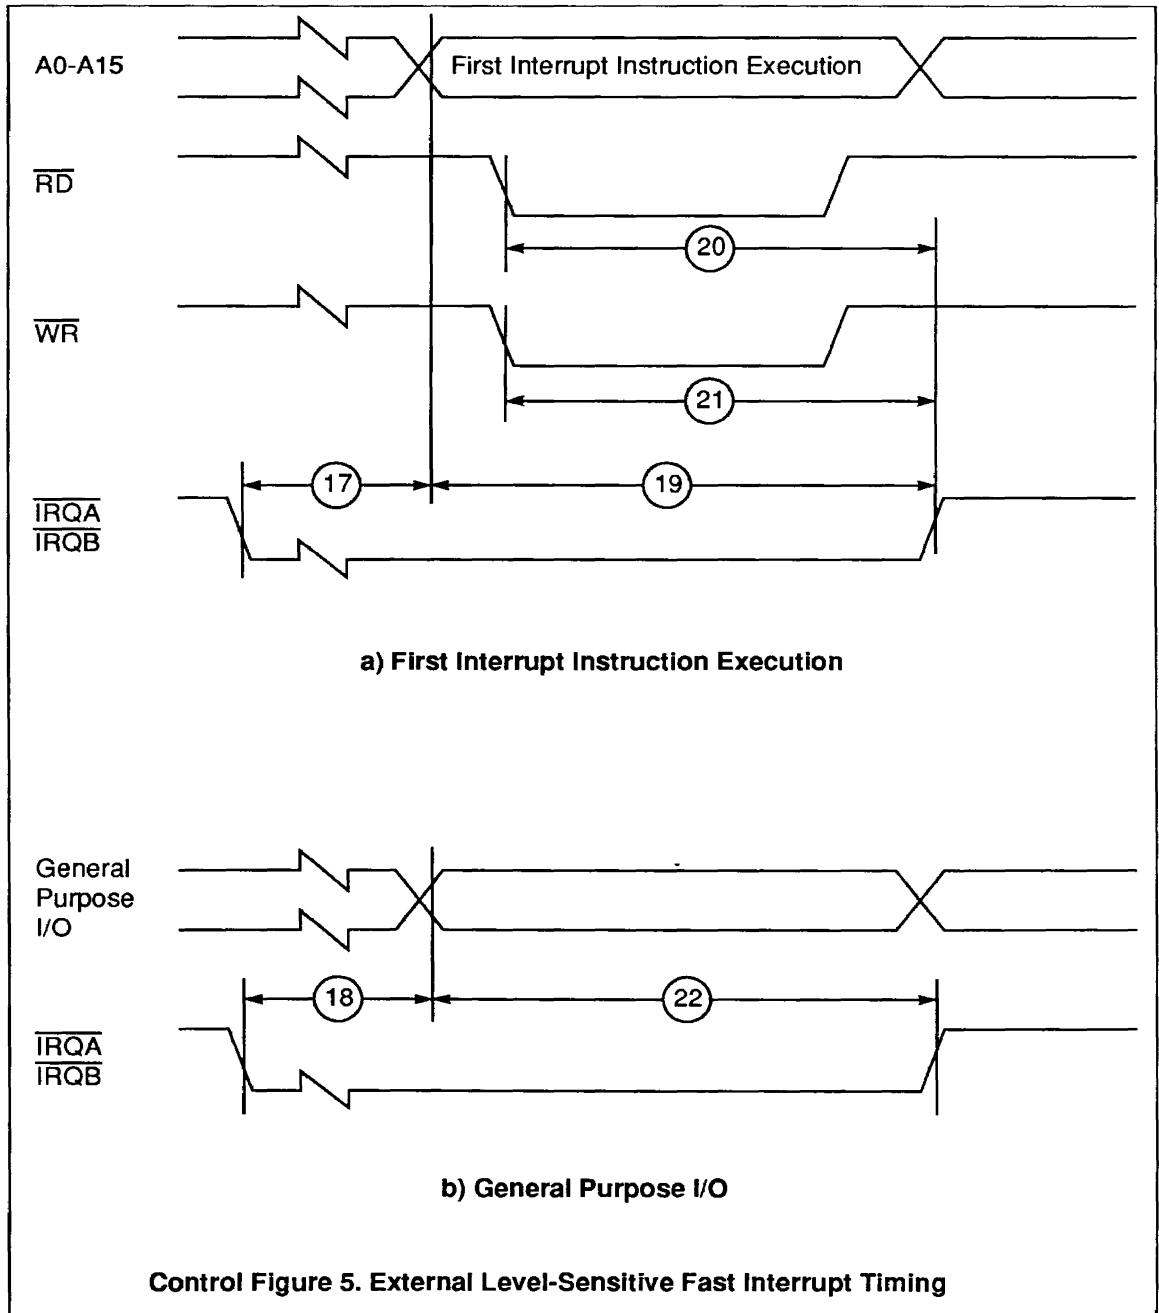 A0-A15
First Interrupt Instruction Execution
RD
20
WR
21
17
19
IRQA
IRQB
a) First Interrupt Instruction Execution
General
Purpose
I/O
18
22
IRQA
IRQB
b) General Purpose I/O
Control Figure 5. External Level-Sensitive Fast Interrupt Timing